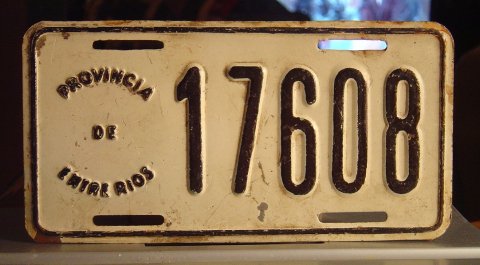 PROVINCIA
DE
ENTRE RIOS
17608